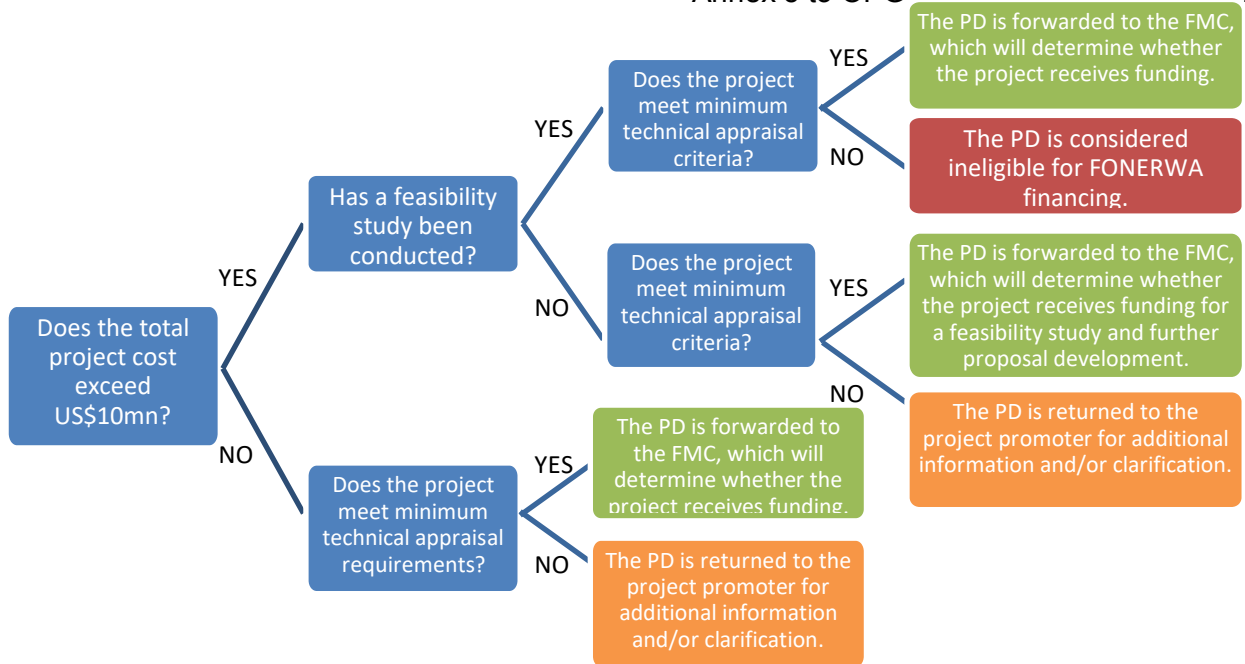 Annex
The PD is forwarded to the FMC,
which will determine whether
the project receives funding.
YES
Does the project
meet minimum
technical appraisal
criteria?
YES
NO
The PD is considered
ineligible for FONERWA
financing.
Has a feasibility
study been
conducted?
YES
NO
Does the project
meet minimum
technical appraisal
criteria?
YES
The PD is forwarded to the FMC,
which will determine whether
the project receives funding for
a feasibility study and further
proposal development.
NO
The PD is returned to the
project promoter for additional
information and/or clarification.
Does the total
project cost
exceed
US$10mn?
NO
Does the project
meet minimum
technical appraisal
requirements?
YES
The PD is forwarded to
the FMC, which will
determine whether the
project receives funding.
NO
The PD is returned to the
project promoter for
additional information
and/or clarification.